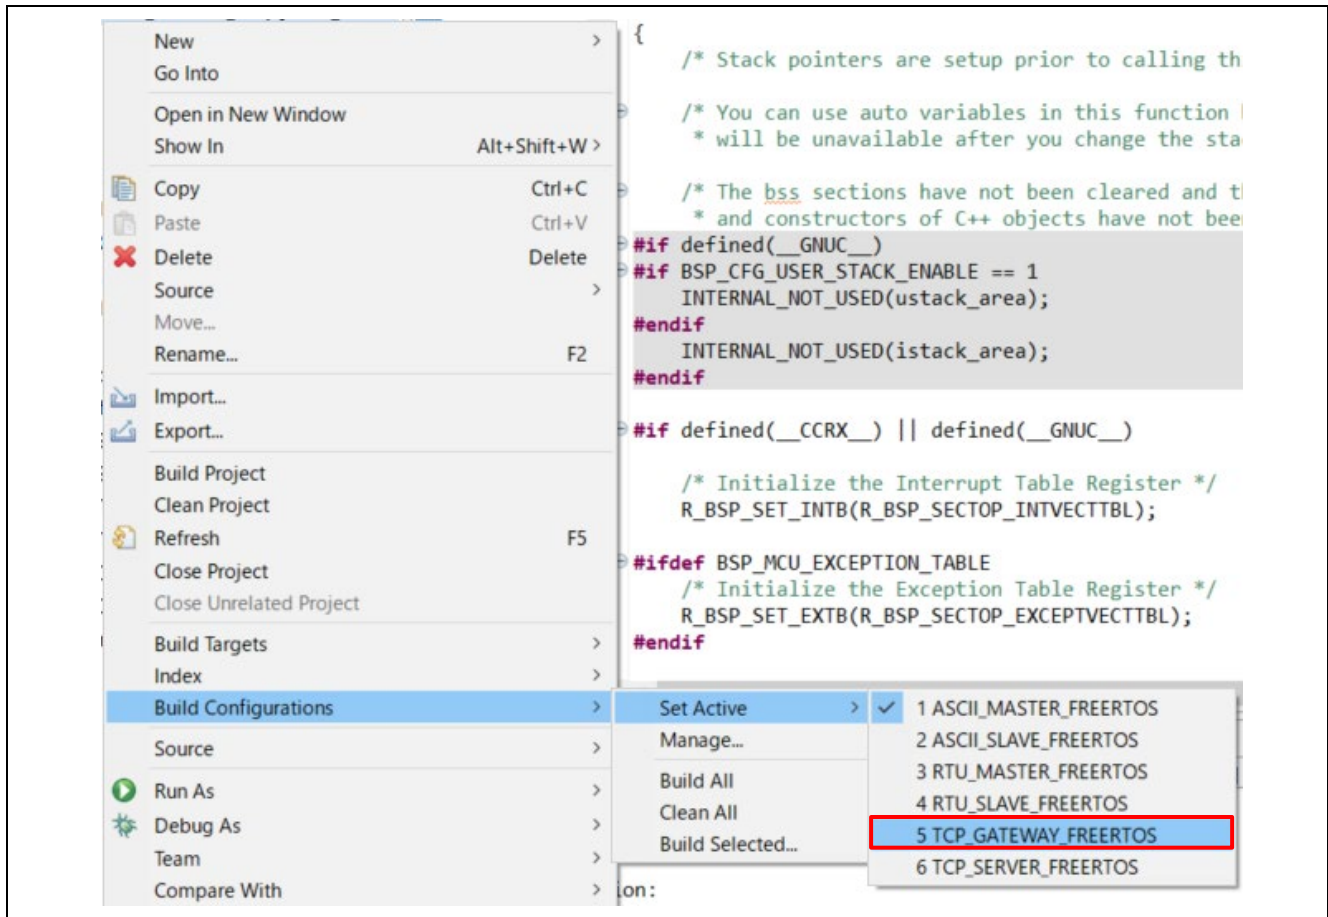 New
Go Into
Open in New Window
Show In Alt+Shift+W
Copy Ctrl+C
Paste Ctrl+V
Delete Delete
Source
Move...
Rename... F2
Import...
Export...
Build Project
Clean Project
Refresh F5
Close Project
Close Unrelated Project
Build Targets
Index
Build Configurations
Source
Run As
Debug As
Team
Compare With
{
/* Stack pointers are setup prior to calling th
/* You can use auto variables in this function
* will be unavailable after you change the sta
/* The bss sections have not been cleared and t
* and constructors of C++ objects have not bee
#if defined(__GNUC__)
#if BSP_CFG_USER_STACK_ENABLE == 1
INTERNAL_NOT_USED(ustack_area);
#endif
INTERNAL_NOT_USED(istack_area);
#endif
#if defined(__CCRX__) || defined(__GNUC__)
/* Initialize the Interrupt Table Register */
R_BSP_SET_INTB(R_BSP_SECTOP_INTVECTTBL);
#ifdef BSP_MCU_EXCEPTION_TABLE
/* Initialize the Exception Table Register */
R_BSP_SET_EXTB(R_BSP_SECTOP_EXCEPTVECTTBL);
#endif
Set Active
Manage...
Build All
Clean All
Build Selected...
1 ASCII_MASTER_FREERTOS
2 ASCII_SLAVE_FREERTOS
3 RTU_MASTER_FREERTOS
4 RTU_SLAVE_FREERTOS
5 TCP_GATEWAY_FREERTOS
6 TCP_SERVER_FREERTOS
ion: